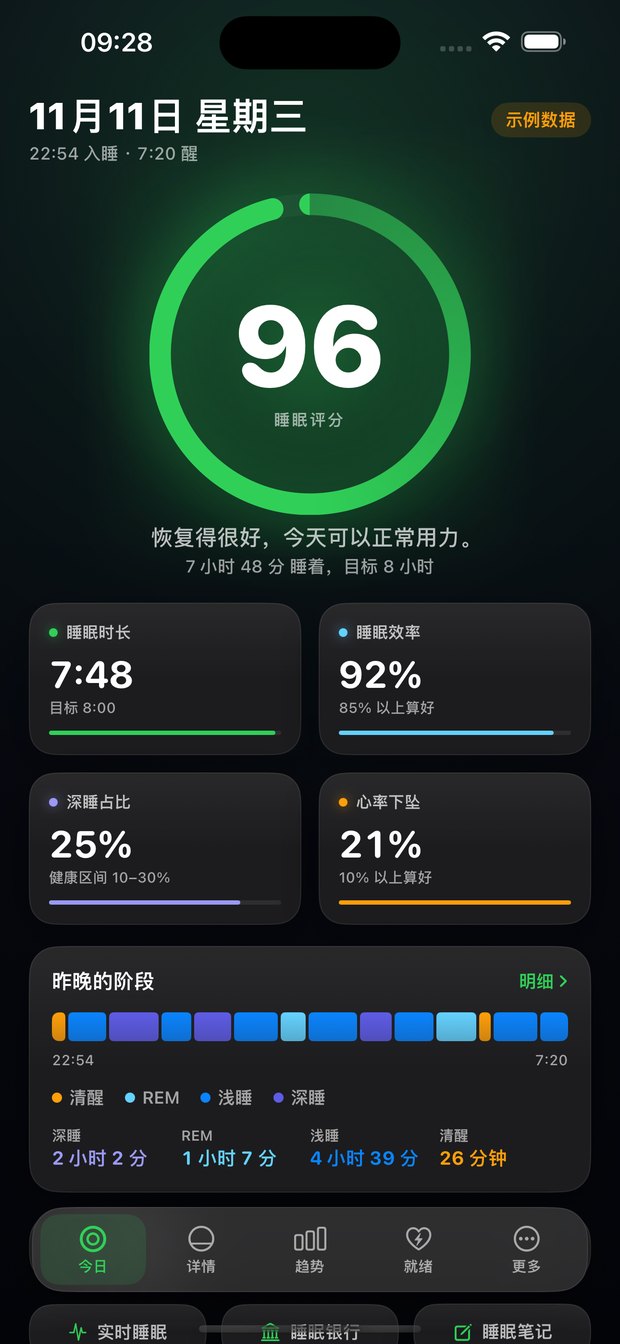 09:28
11月11日 星期三
示例数据
22:54 入睡 · 7:20 醒
96
睡眠评分
恢复得很好，今天可以正常用力。
7 小时 48 分 睡着，目标 8 小时
睡眠时长
7:48
目标 8:00
睡眠效率
92%
85% 以上算好
深睡占比
25%
健康区间 10–30%
心率下坠
21%
10% 以上算好
昨晚的阶段
明细
22:54
7:20
清醒
REM
浅睡
深睡
深睡
2 小时 2 分
REM
1 小时 7 分
浅睡
4 小时 39 分
清醒
26 分钟
今日
详情
趋势
就绪
更多
实时睡眠
睡眠银行
睡眠笔记